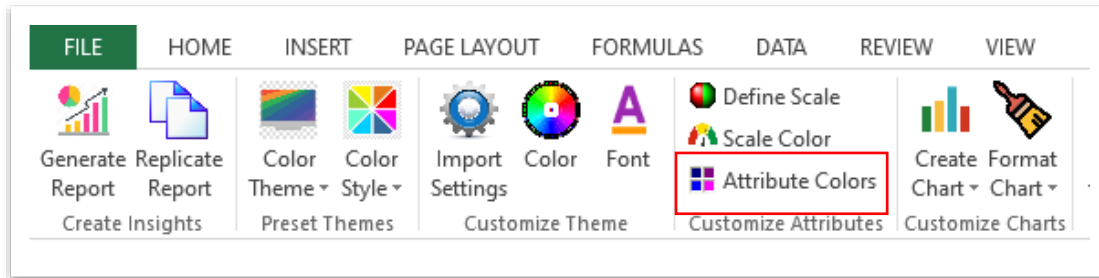 FILE HOME INSERT PAGE LAYOUT FORMULAS DATA REVIEW VIEW
Generate Report
Replicate Report
Color Theme
Color Style
Import Settings
Color
Font
Define Scale
Scale Color
Attribute Colors
Create Chart
Format Chart
Create Insights
Preset Themes
Customize Theme
Customize Attributes
Customize Charts